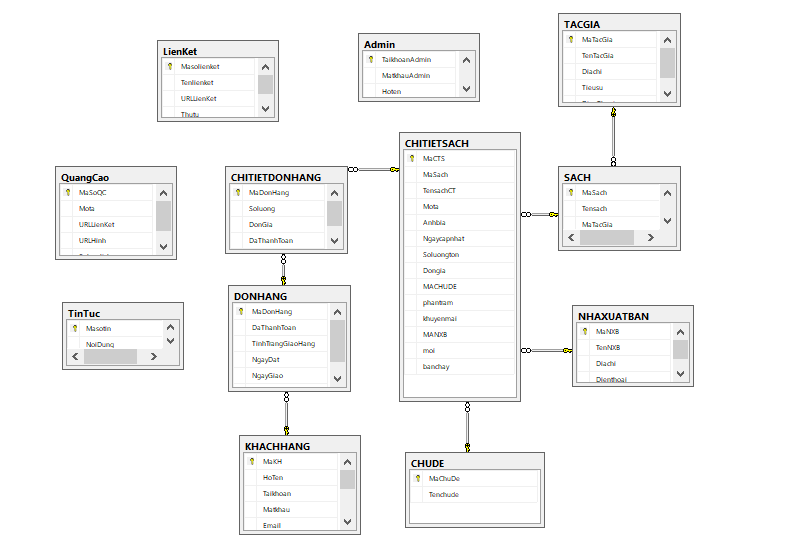 LienKet
Masolienket
Tenlienket
URLLienKet
Thutu
Admin
TaikhoanAdmin
MatkhauAdmin
Hoten
TACGIA
MaTacGia
TenTacGia
Diachi
Tieusu
QuangCao
MaSoQC
Mota
URLLienKet
URLHinh
CHITIETDONHANG
MaDonHang
Soluong
DonGia
DaThanhToan
CHITIETSACH
MaCTS
MaSach
TensachCT
Mota
Anhbia
Ngaycapnhat
Soluongton
Dongia
MACHUDE
phantram
khuyenmai
MANXB
moi
banchay
SACH
MaSach
Tensach
MaTacGia
TinTuc
Masotin
NoiDung
DONHANG
MaDonHang
DaThanhToan
TinhTrangGiaoHang
NgayDat
NgayGiao
NHAXUATBAN
MaNXB
TenNXB
Diachi
Dienthoai
KHACHHANG
MaKH
HoTen
Taikhoan
Matkhau
Email
CHUDE
MaChuDe
Tenchude